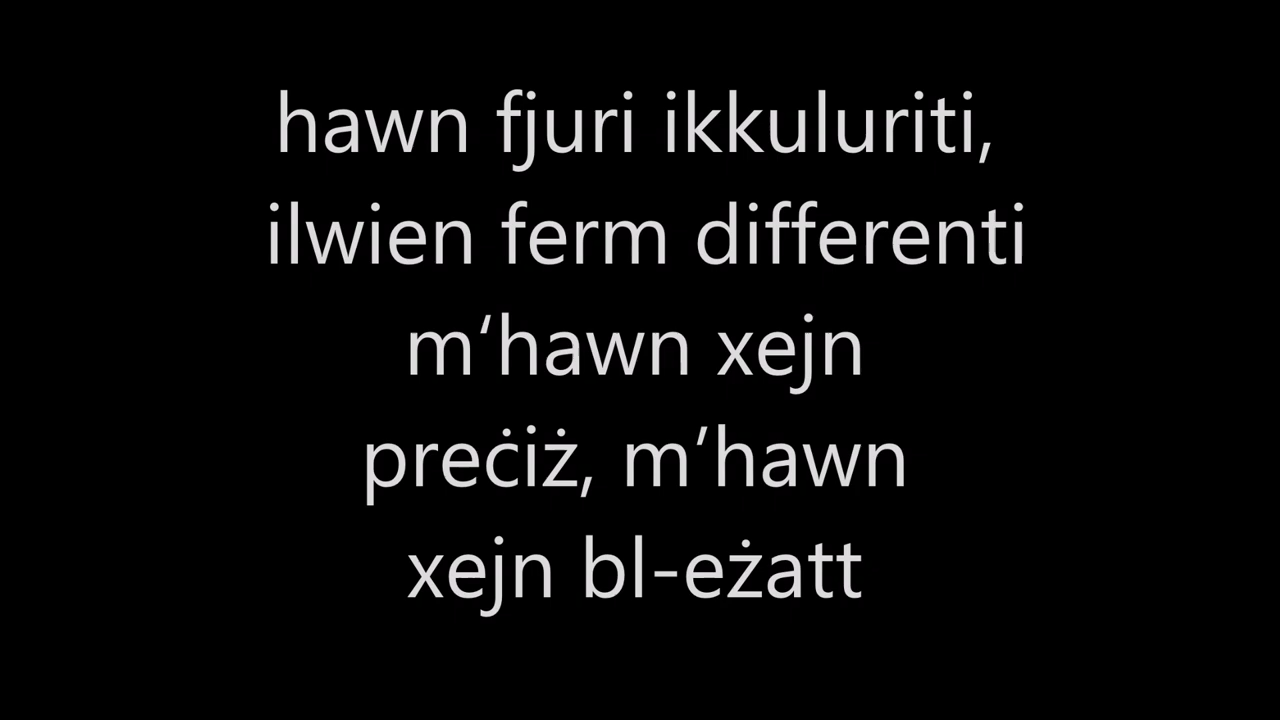 hawn fjuri ikkuluriti,
ilwien ferm differenti
m‘hawn xejn
preċiż, m’hawn
xejn bl-eżatt